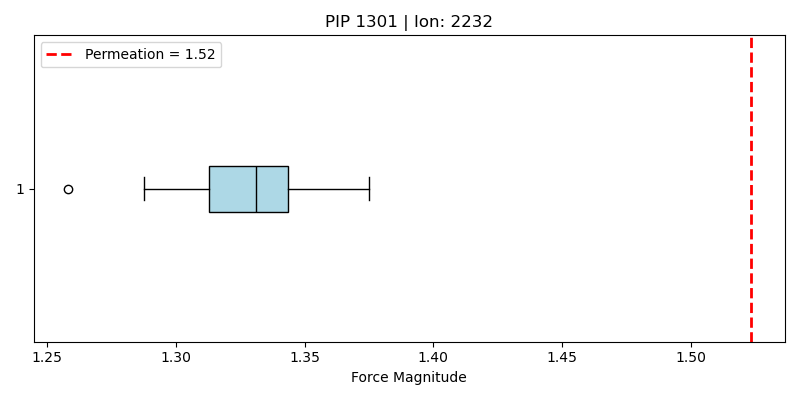 PIP 1301 | Ion: 2232
Permeation = 1.52
1
1.25 1.30 1.35 1.40 1.45 1.50
Force Magnitude